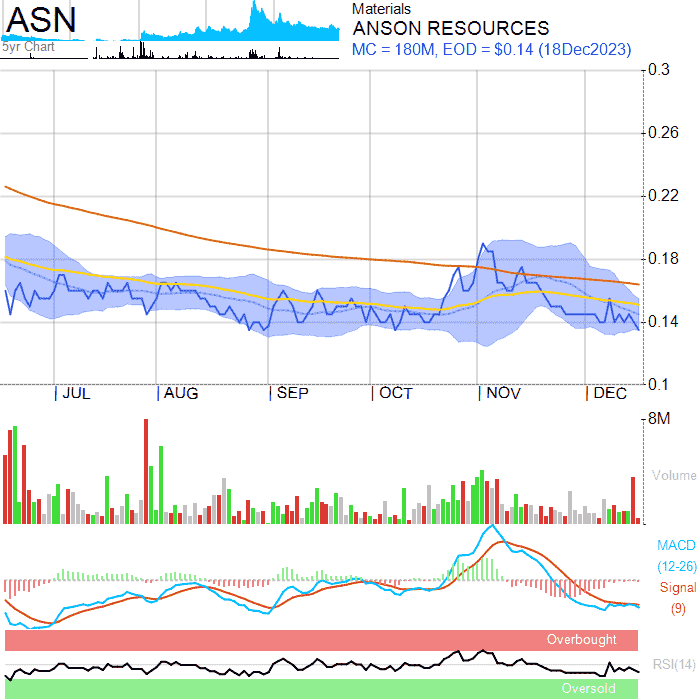 ASN
5yr Chart
Materials
ANSON RESOURCES
MC = 180M, EOD = $0.14 (18Dec2023)
0.3
0.26
0.22
0.18
0.14
0.1
JUL AUG SEP OCT NOV DEC
8M
Volume
MACD
(12-26)
Signal
(9)
Overbought
RSI(14)
Oversold